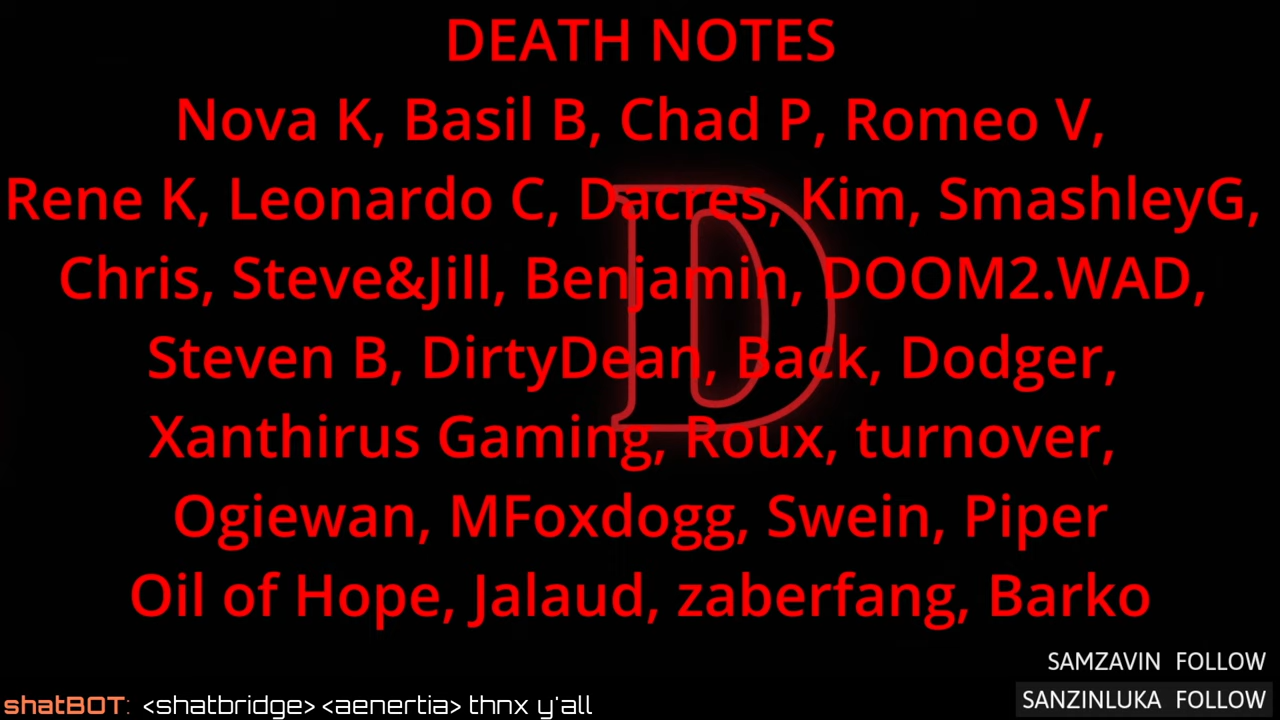 DEATH NOTES
Nova K, Basil B, Chad P, Romeo V,
Rene K, Leonardo C, Dacres, Kim, SmashleyG,
Chris, Steve&Jill, Benjamin, DOOM2.WAD,
Steven B, DirtyDean, Back, Dodger,
Xanthirus Gaming, Roux, turnover,
Ogiewan, MFoxdogg, Swein, Piper
Oil of Hope, Jalaud, zaberfang, Barko
D
SAMZAVIN FOLLOW
SANZINLUKA FOLLOW
shatBOT: <shatbridge> <aenertia> thnx y'all